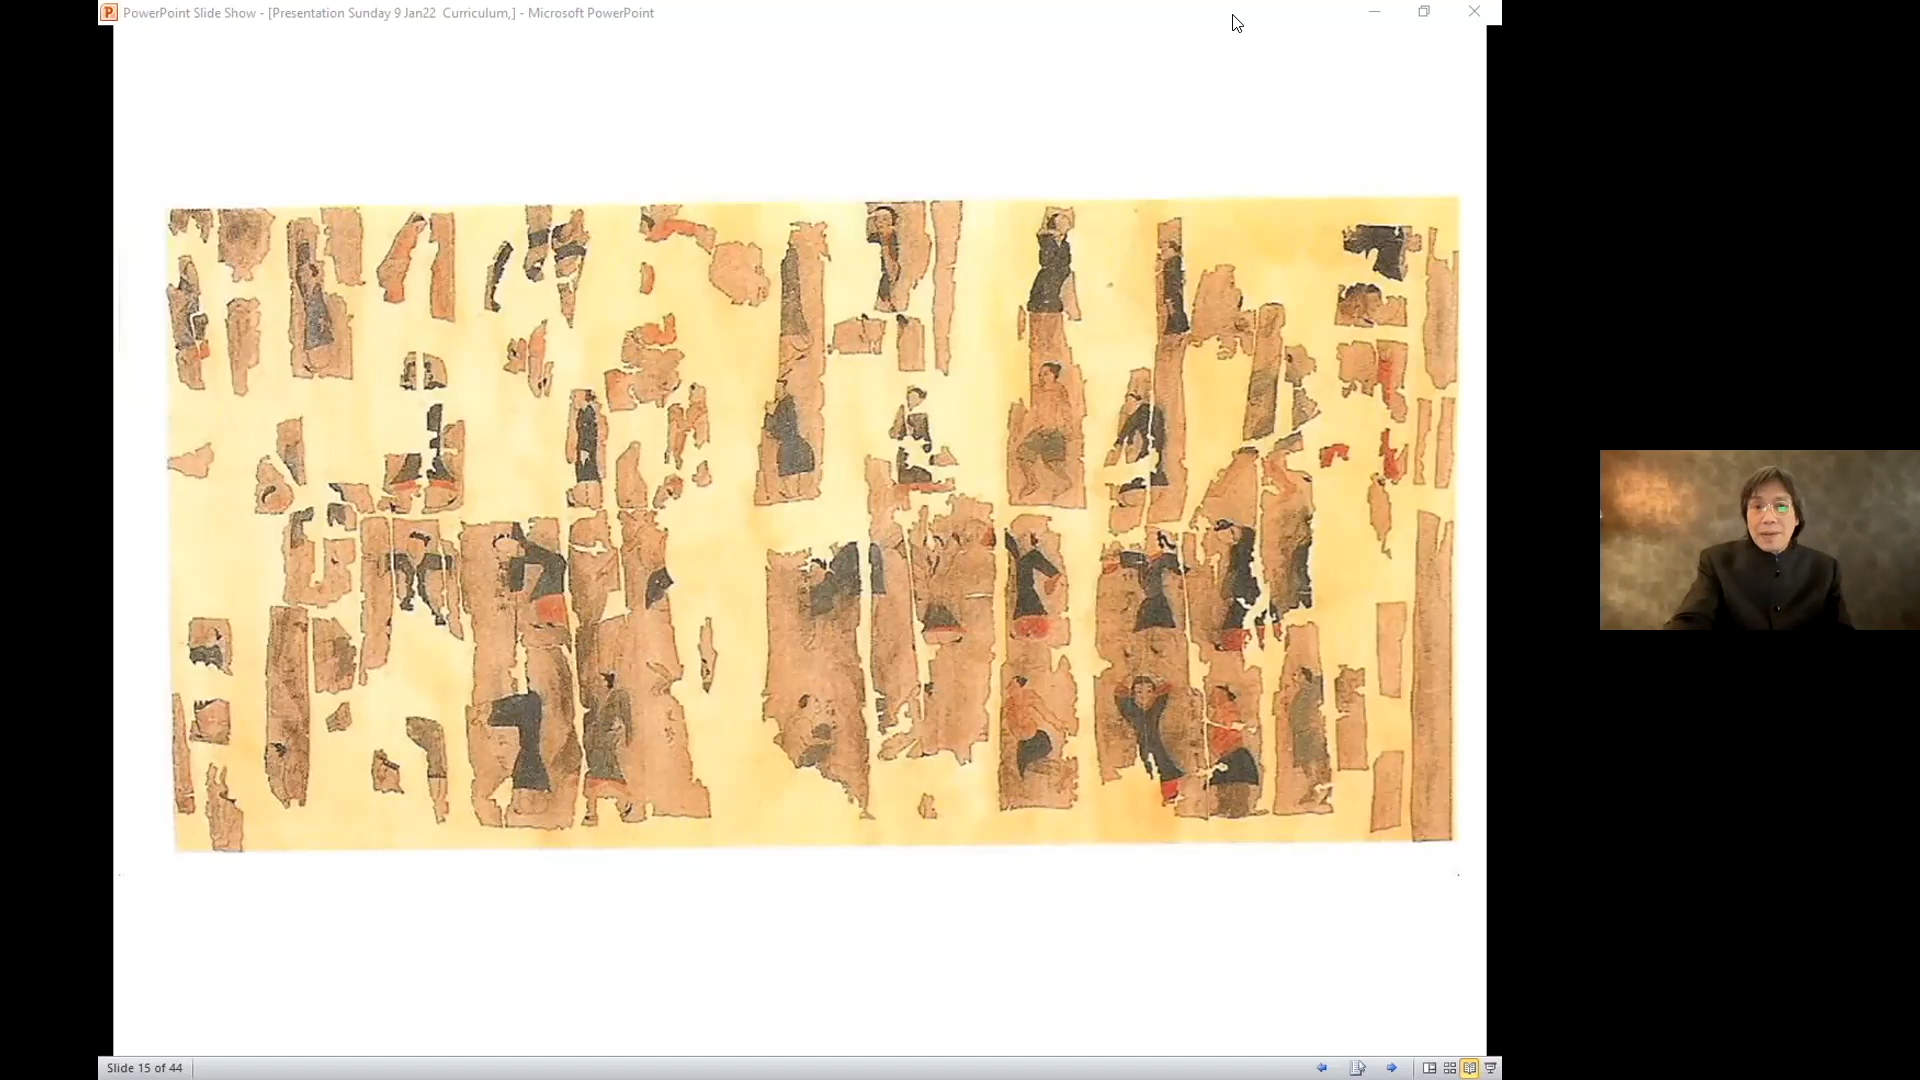 PowerPoint Slide Show - [Presentation Sunday 9 Jan22  Curriculum,] - Microsoft PowerPoint
Slide 15 of 44